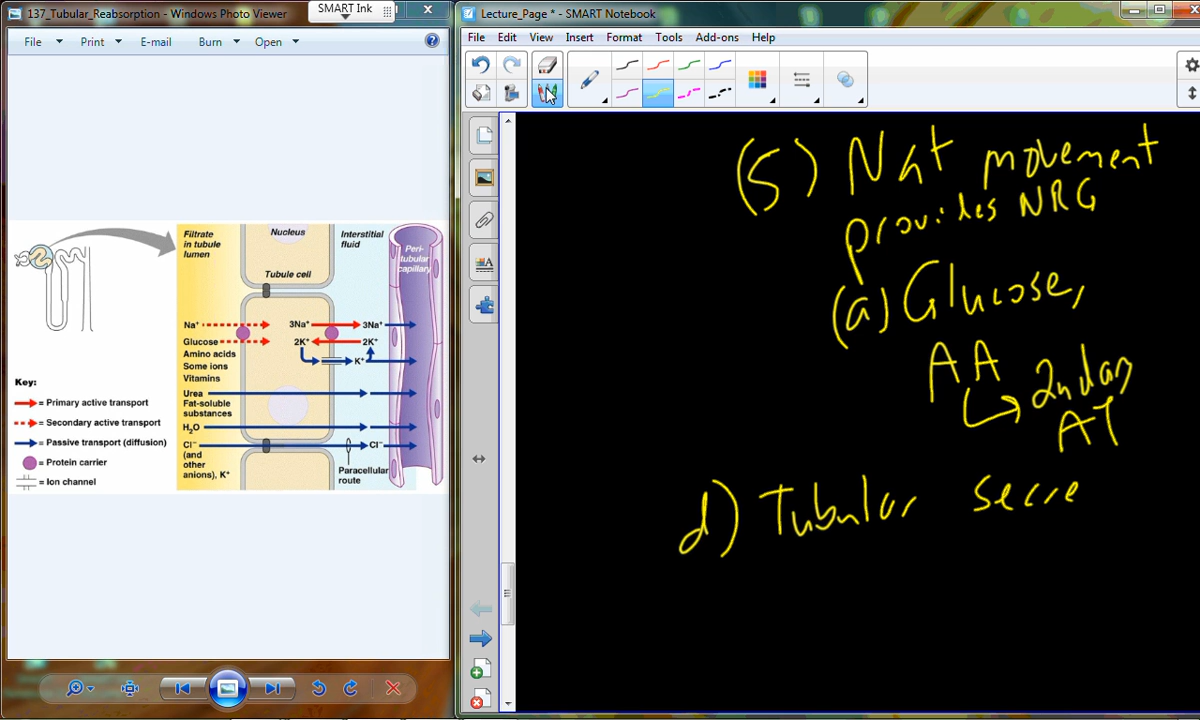 137_Tubular_Reabsorption - Windows Photo Viewer
SMART Ink
File Print E-mail Burn Open
Filtrate in tubule lumen
Nucleus
Interstitial fluid
Peri-tubular capillary
Tubule cell
Na+ 3Na+ 3Na+
Glucose 2K+ 2K+
Amino acids
Some ions K+
Vitamins
Urea
Fat-soluble substances
H2O
Cl– Cl–
(and other anions), K+
Paracellular route
Key:
= Primary active transport
= Secondary active transport
= Passive transport (diffusion)
= Protein carrier
= Ion channel
Lecture_Page * - SMART Notebook
File Edit View Insert Format Tools Add-ons Help
(5) Na+ movement
provides NRG
(a) Glucose,
AA
2ndary
AT
d) Tubular secre